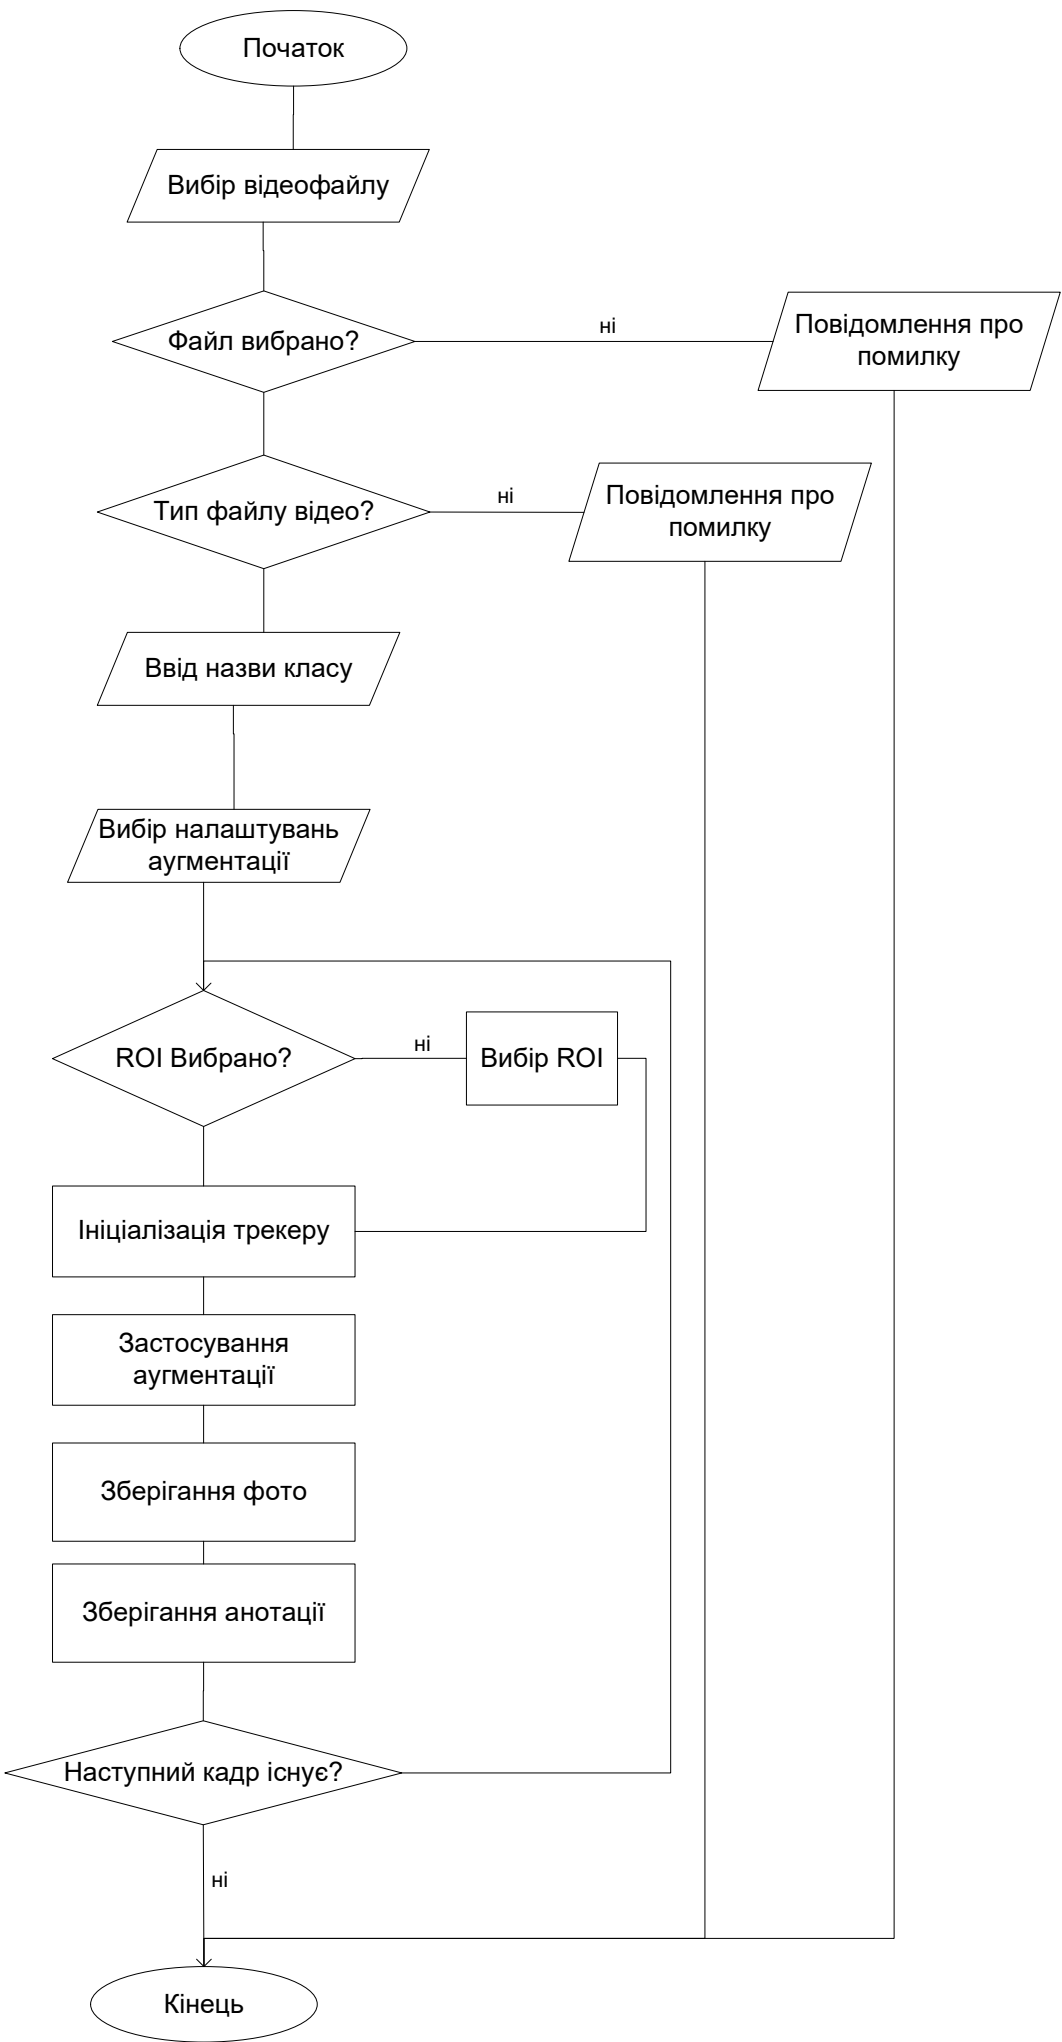 Початок
Вибір відеофайлу
Файл вибрано?
ні
Повідомлення про
помилку
Тип файлу відео?
ні
Повідомлення про
помилку
Ввід назви класу
Вибір налаштувань
аугментації
ROI Вибрано?
ні
Вибір ROI
Ініціалізація трекеру
Застосування
аугментації
Зберігання фото
Зберігання анотації
Наступний кадр існує?
ні
Кінець